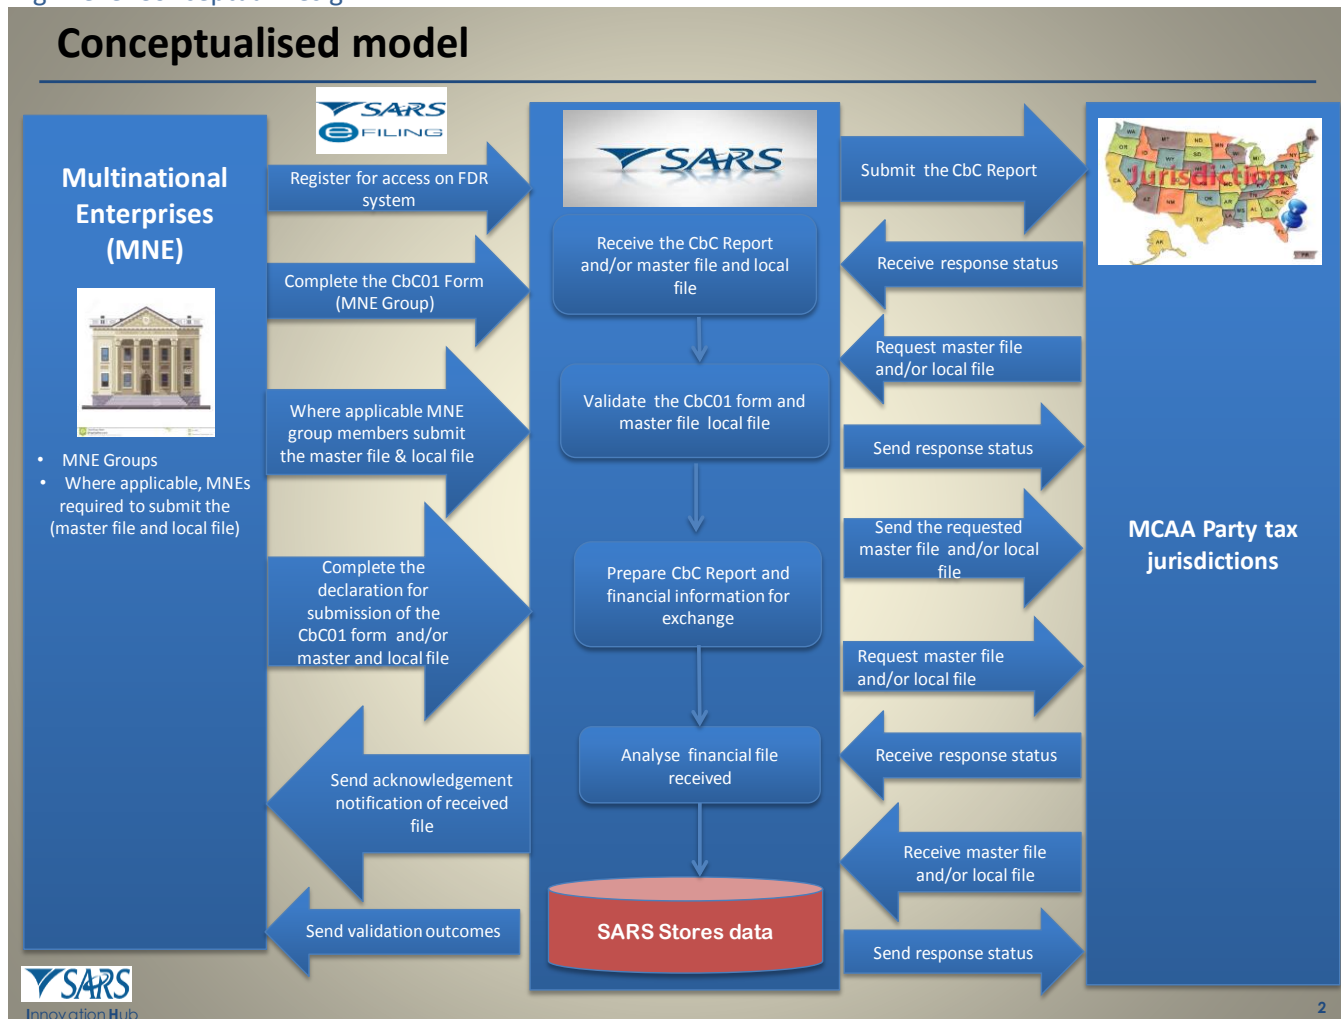 Conceptualised model
SARS
e FILING
Multinational
Enterprises
(MNE)
• MNE Groups
• Where applicable, MNEs
required to submit the
(master file and local file)
Register for access on FDR
system
Complete the CbC01 Form
(MNE Group)
Where applicable MNE
group members submit
the master file & local file
Complete the
declaration for
submission of the
CbC01 form and/or
master and local file
Send acknowledgement
notification of received
file
Send validation outcomes
SARS
Receive the CbC Report
and/or master file and local
file
Validate the CbC01 form and
master file local file
Prepare CbC Report and
financial information for
exchange
Analyse financial file
received
SARS Stores data
Submit the CbC Report
Receive response status
Request master file
and/or local file
Send response status
Send the requested
master file and/or local
file
Request master file
and/or local file
Receive response status
Receive master file
and/or local file
Send response status
Jurisdiction
MCAA Party tax
jurisdictions
SARS
Innovation Hub
2